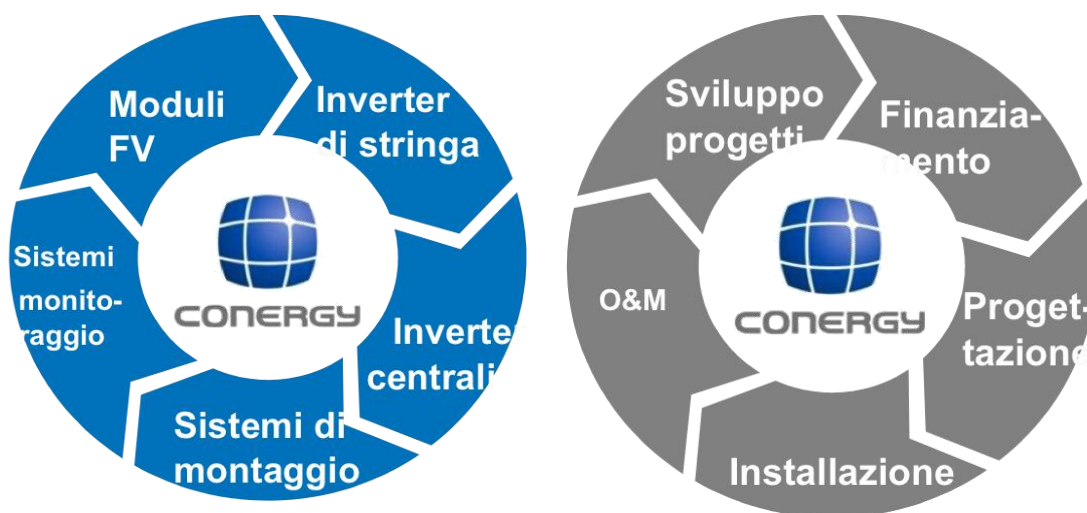 Moduli
FV
Inverter
di stringa
Inverter
centrali
Sistemi di
montaggio
Sistemi
monito-
raggio
CONERGY
Sviluppo
progetti
Finanzia-
mento
Proget-
tazione
Installazione
O&M
CONERGY